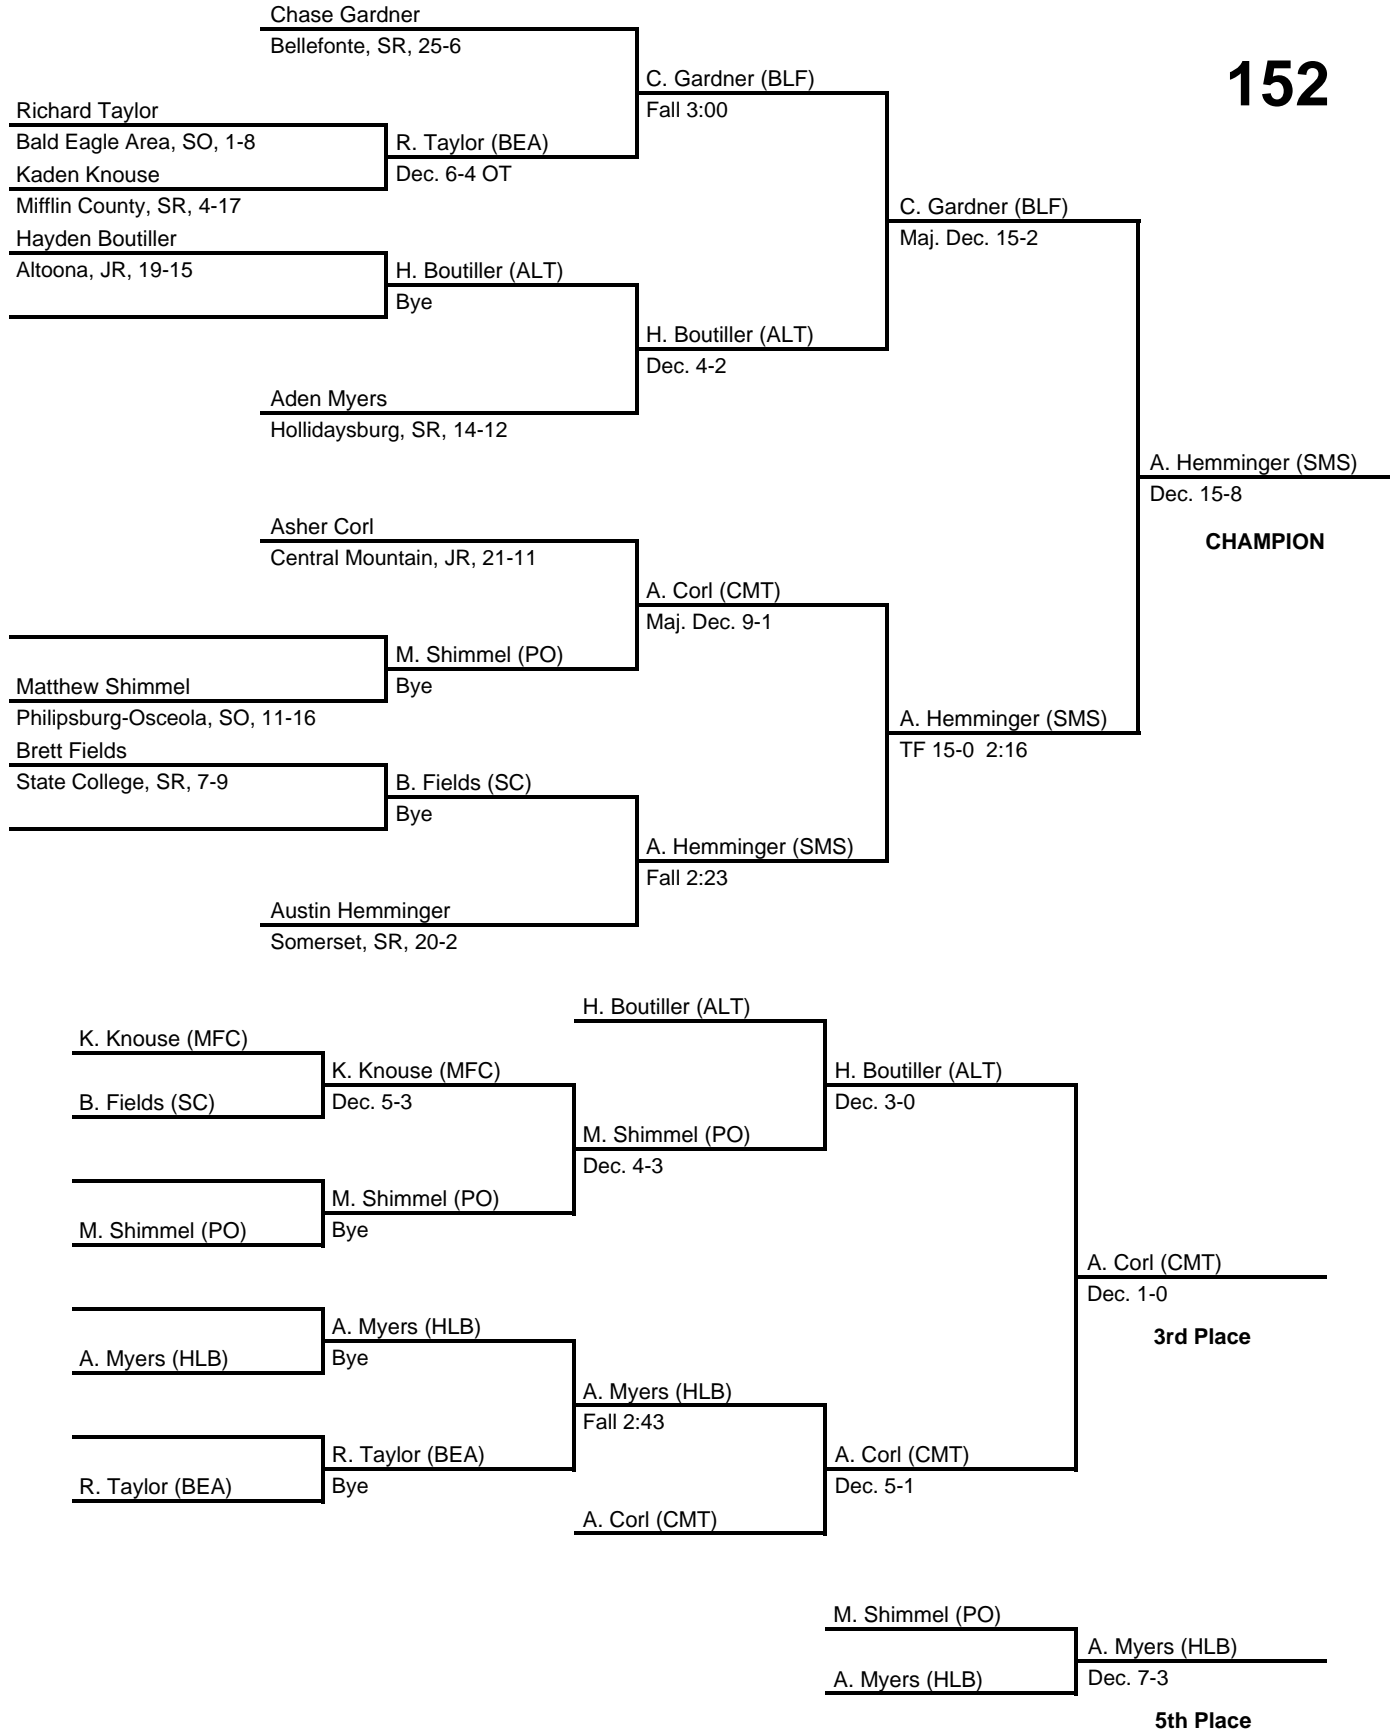 Chase Gardner
Bellefonte, SR, 25-6
152
C. Gardner (BLF)
Fall 3:00
Richard Taylor
Bald Eagle Area, SO, 1-8
R. Taylor (BEA)
Dec. 6-4 OT
Kaden Knouse
Mifflin County, SR, 4-17
C. Gardner (BLF)
Maj. Dec. 15-2
Hayden Boutiller
Altoona, JR, 19-15
H. Boutiller (ALT)
Bye
H. Boutiller (ALT)
Dec. 4-2
Aden Myers
Hollidaysburg, SR, 14-12
A. Hemminger (SMS)
Dec. 15-8
CHAMPION
Asher Corl
Central Mountain, JR, 21-11
A. Corl (CMT)
Maj. Dec. 9-1
M. Shimmel (PO)
Bye
Matthew Shimmel
Philipsburg-Osceola, SO, 11-16
A. Hemminger (SMS)
TF 15-0  2:16
Brett Fields
State College, SR, 7-9
B. Fields (SC)
Bye
A. Hemminger (SMS)
Fall 2:23
Austin Hemminger
Somerset, SR, 20-2
H. Boutiller (ALT)
K. Knouse (MFC)
K. Knouse (MFC)
Dec. 5-3
B. Fields (SC)
H. Boutiller (ALT)
Dec. 3-0
M. Shimmel (PO)
Dec. 4-3
M. Shimmel (PO)
Bye
M. Shimmel (PO)
A. Corl (CMT)
Dec. 1-0
3rd Place
A. Myers (HLB)
Bye
A. Myers (HLB)
A. Myers (HLB)
Fall 2:43
R. Taylor (BEA)
Bye
R. Taylor (BEA)
A. Corl (CMT)
Dec. 5-1
A. Corl (CMT)
M. Shimmel (PO)
A. Myers (HLB)
Dec. 7-3
A. Myers (HLB)
5th Place